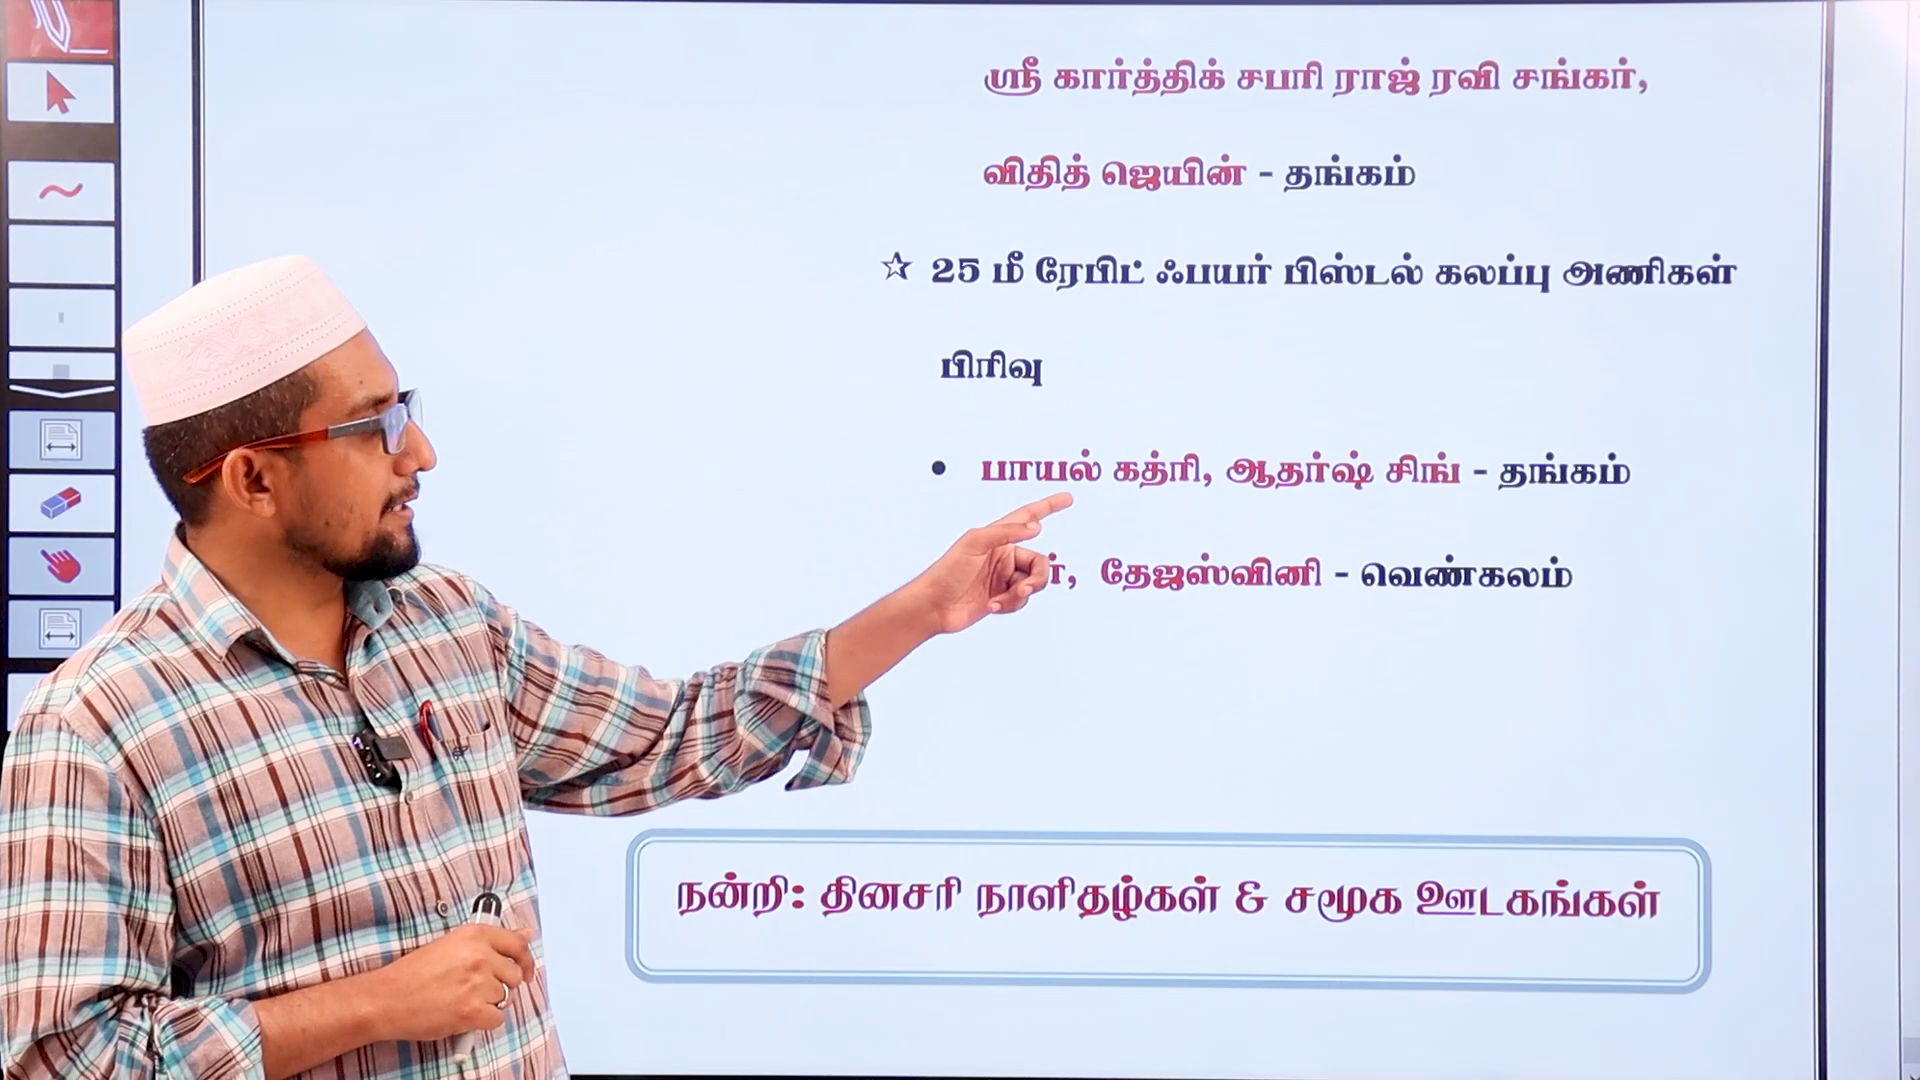 ஸ்ரீ கார்த்திக் சபரி ராஜ் ரவி சங்கர்,
விதித் ஜெயின் - தங்கம்
☆ 25 மீ ரேபிட் ஃபயர் பிஸ்டல் கலப்பு அணிகள்
பிரிவு
• பாயல் கத்ரி, ஆதர்ஷ் சிங் - தங்கம்
தேஜஸ்வினி - வெண்கலம்
நன்றி: தினசரி நாளிதழ்கள் & சமூக ஊடகங்கள்